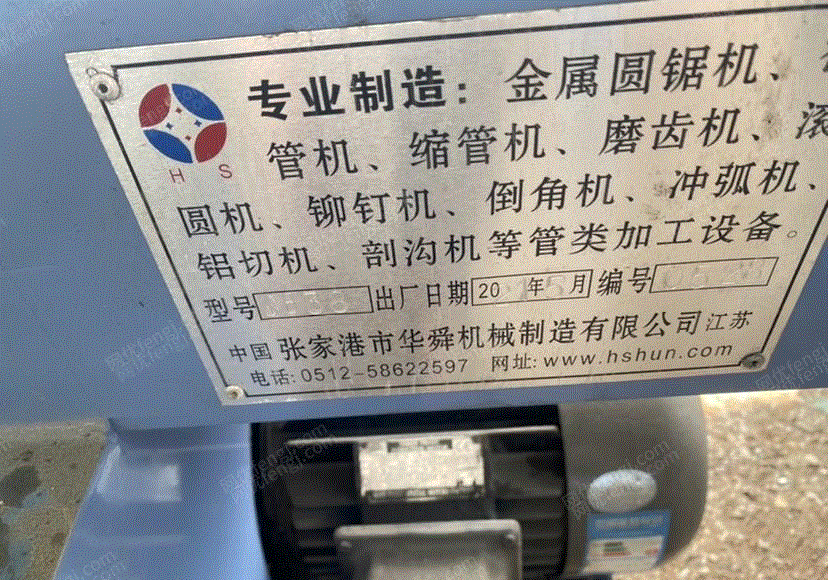 专业制造：金属圆锯机、
管机、缩管机、磨齿机、滚
圆机、铆钉机、倒角机、冲弧机、
铝切机、剖沟机等管类加工设备。
H S
型号 出厂日期 20 年5月 编号
中国 张家港市华舜机械制造有限公司 江苏
电话: 0512-58622597 网址: www.hshun.com